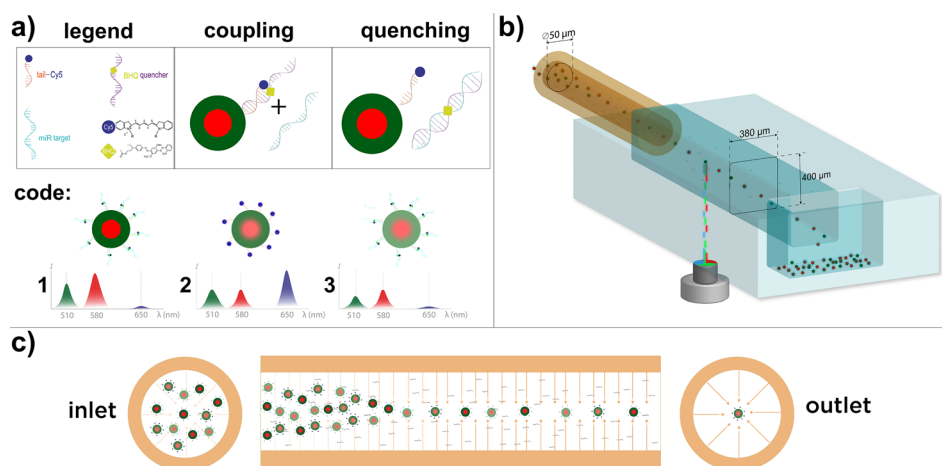 a)
legend
coupling
quenching
tail–Cy5
BHQ quencher
miR target
Cy5
+
code:
I
1
510
580
650
λ (nm)
I
2
510
580
650
λ (nm)
I
3
510
580
650
λ (nm)
b)
∅50 µm
380 µm
400 µm
c)
inlet
outlet